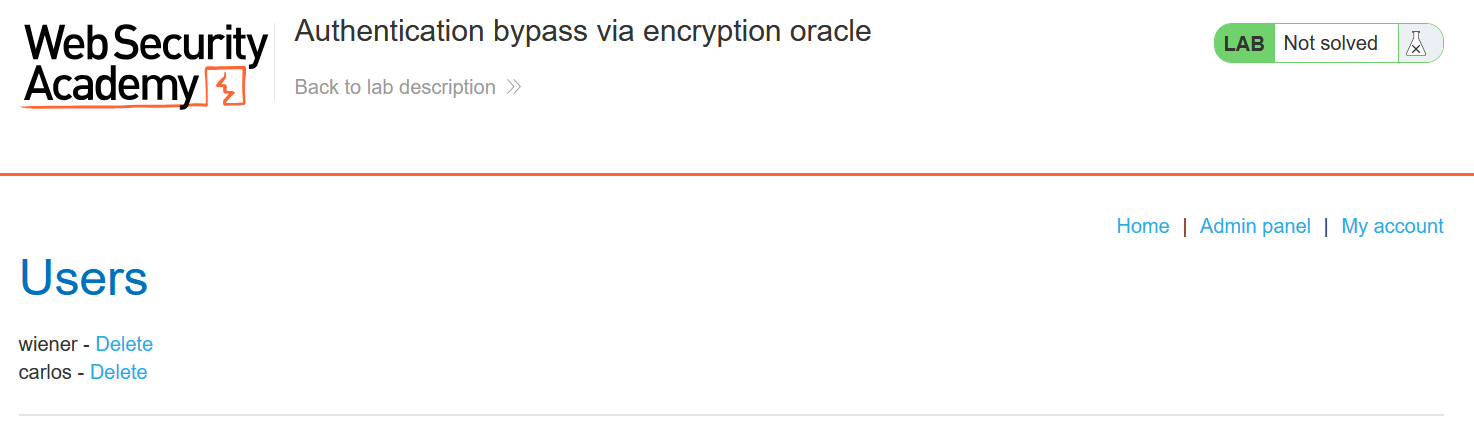 Web Security
Academy
Authentication bypass via encryption oracle
Back to lab description
LAB Not solved
Home | Admin panel | My account
Users
wiener - Delete
carlos - Delete